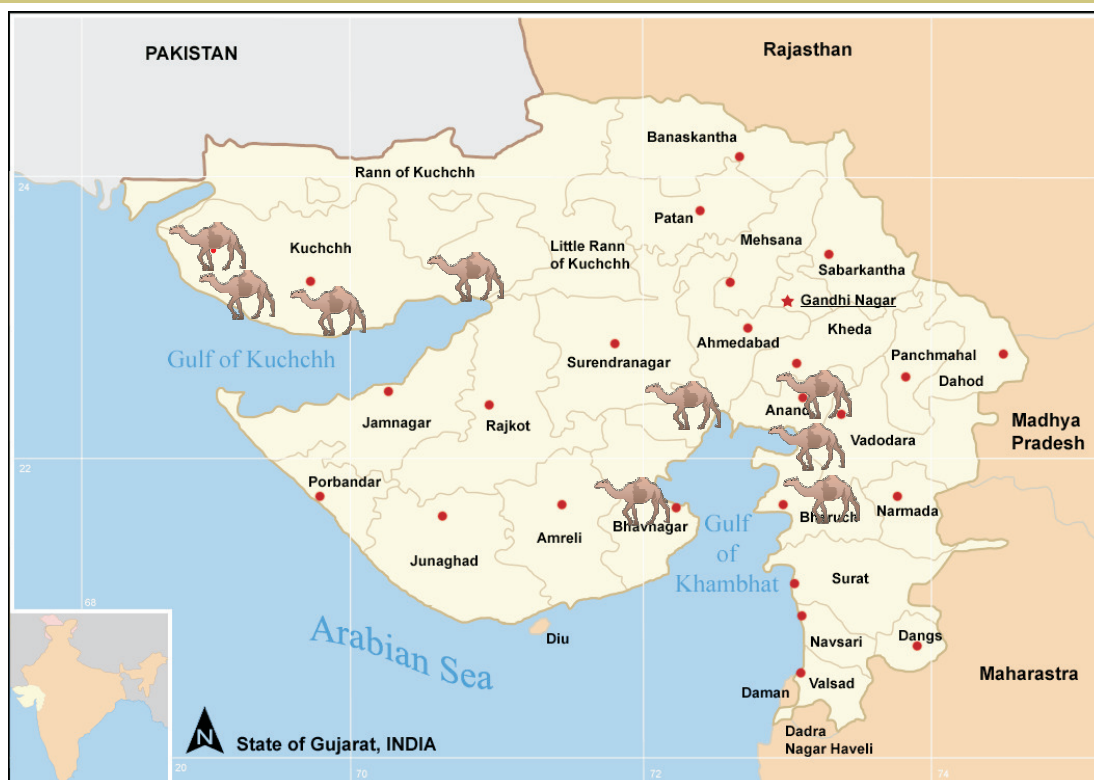 PAKISTAN
Rajasthan
Banaskantha
Rann of Kuchchh
24
Patan
Mehsana
Kuchchh
Little Rann
of Kuchchh
Sabarkantha
Gandhi Nagar
Kheda
Ahmedabad
Gulf of Kuchchh
Surendranagar
Panchmahal
Dahod
Jamnagar
Rajkot
Anand
Madhya
Pradesh
Vadodara
22
Porbandar
Bharuch
Narmada
Bhavnagar
Amreli
Gulf
of
Khambhat
Junaghad
Surat
68
Arabian Sea
Diu
Navsari
Dangs
Maharastra
Valsad
Daman
Dadra
Nagar Haveli
N
State of Gujarat, INDIA
20
70
72
74